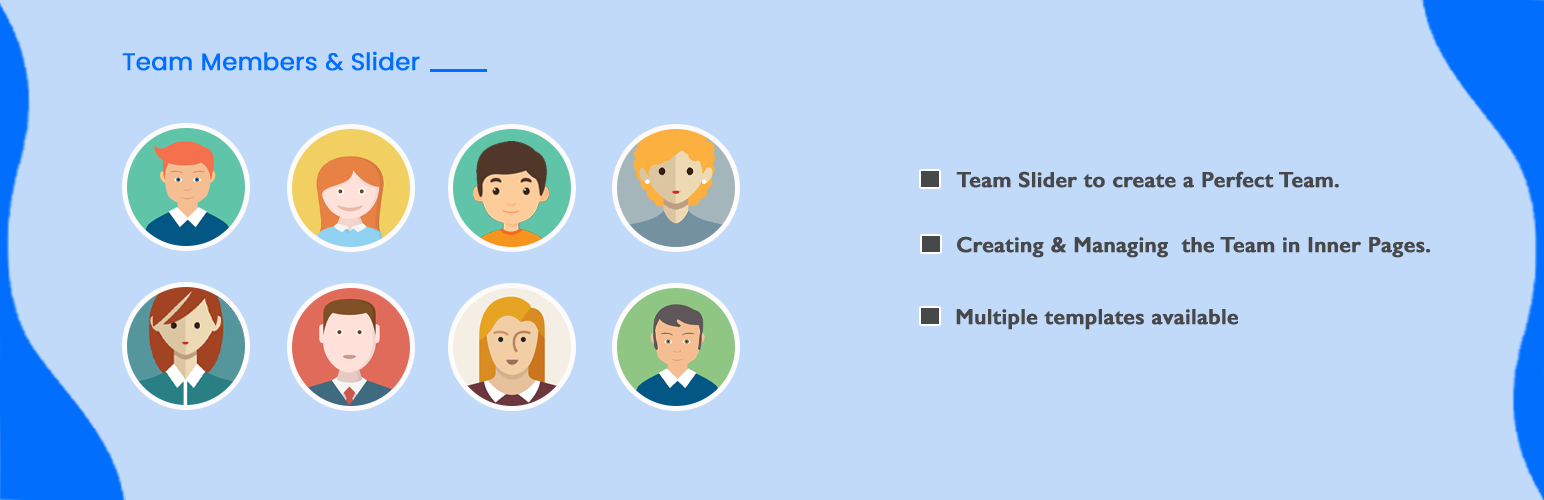 Team Members & Slider
Team Slider to create a Perfect Team.
Creating & Managing  the Team in Inner Pages.
Multiple templates available